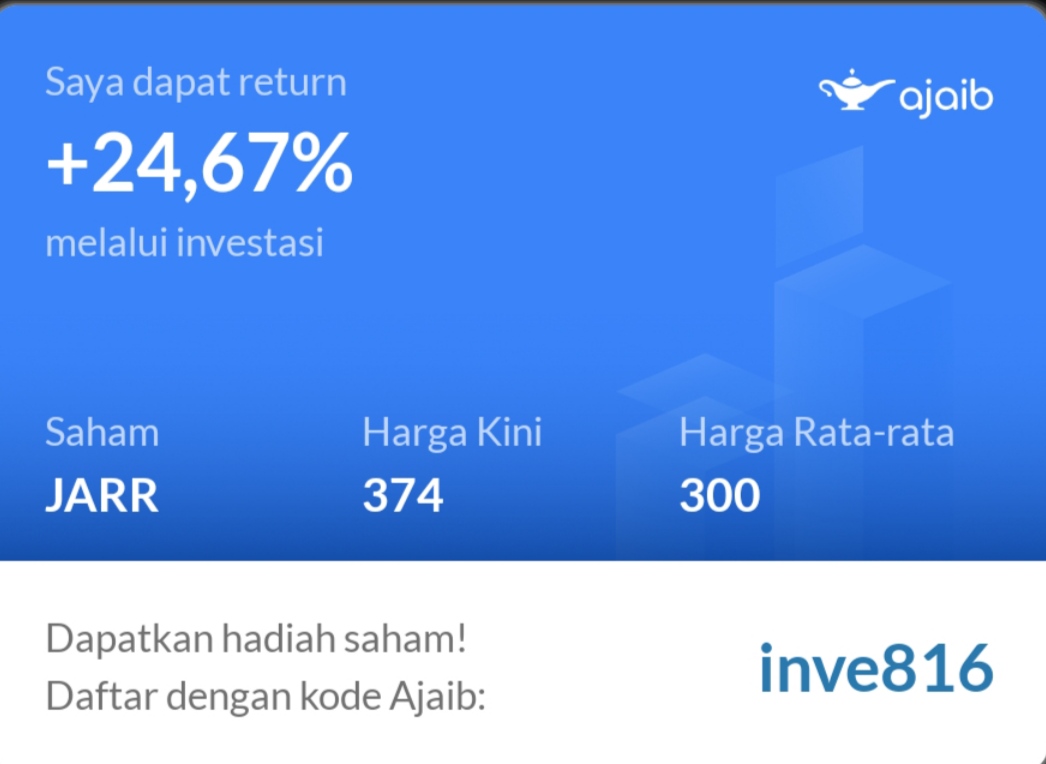 Saya dapat return
ajaib
+24,67%
melalui investasi
Saham Harga Kini Harga Rata-rata
JARR 374 300
Dapatkan hadiah saham!
Daftar dengan kode Ajaib:
inve816